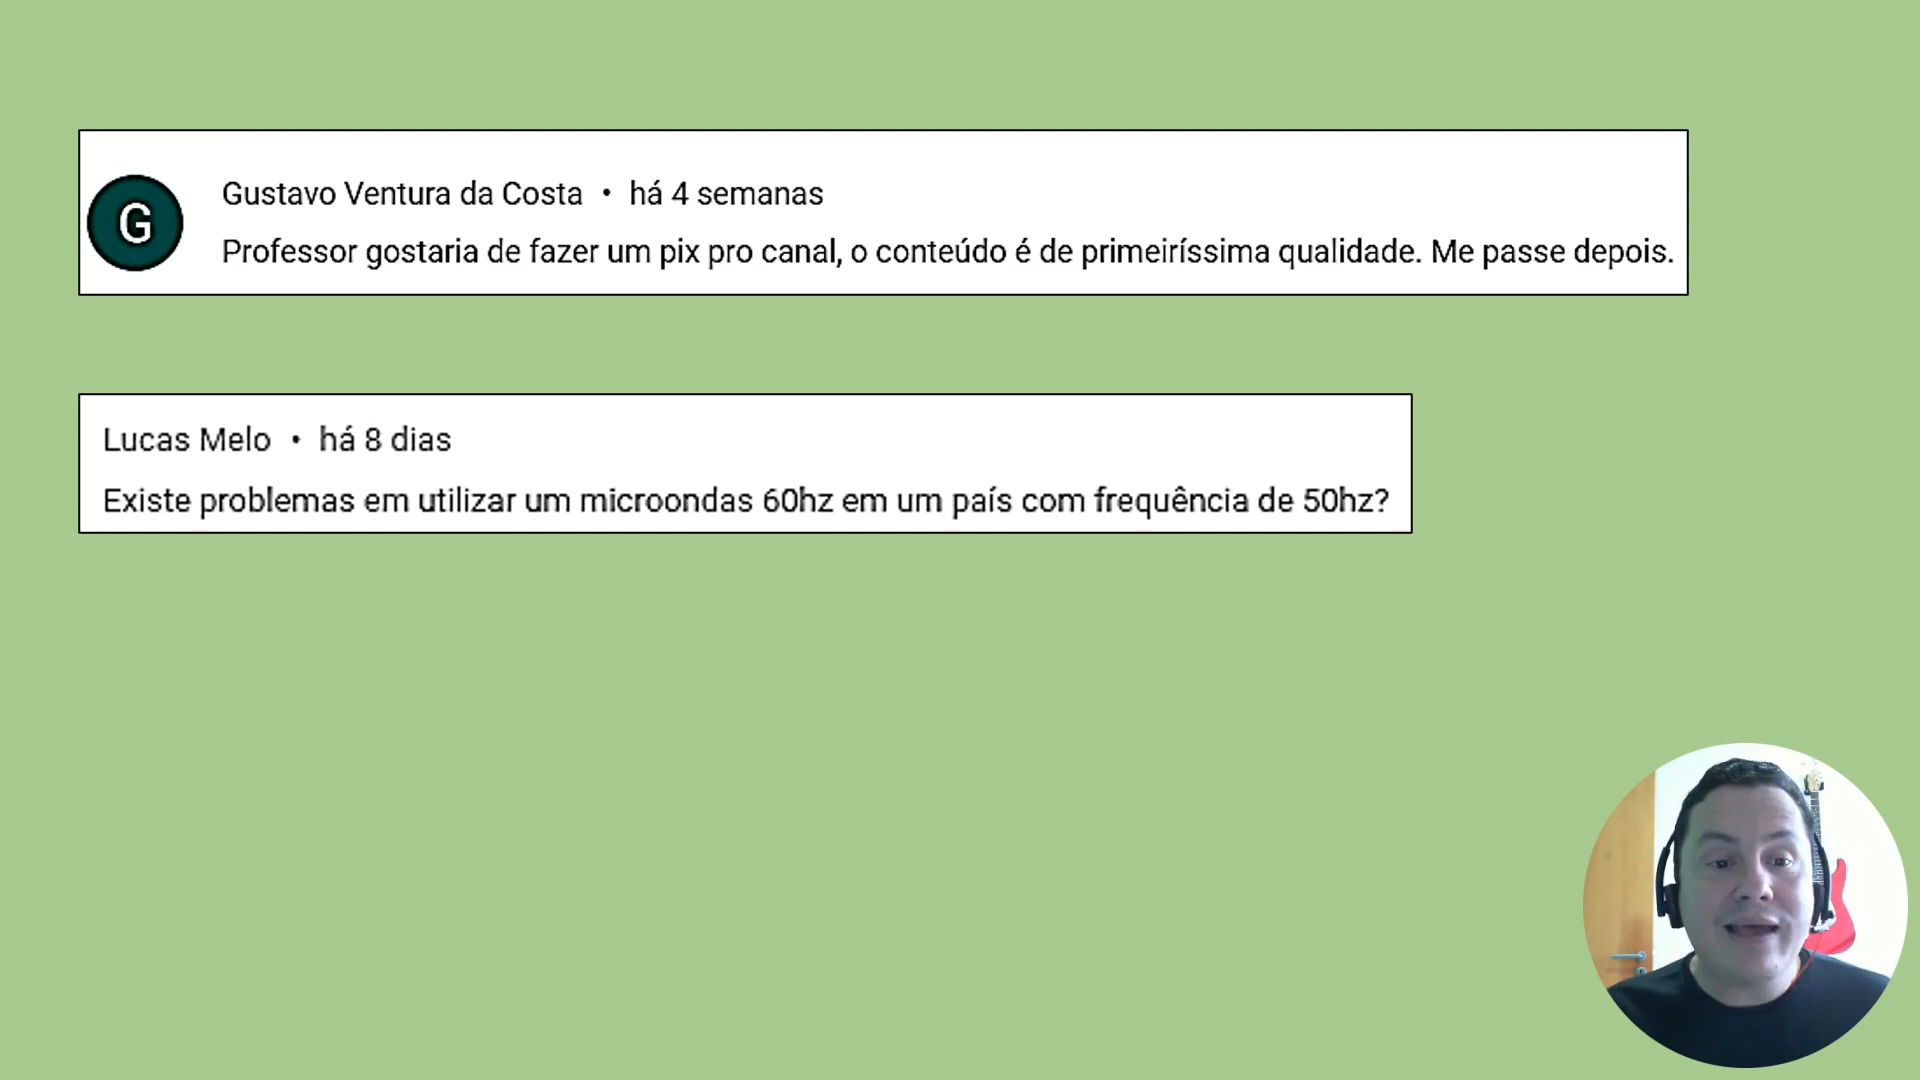 G
Gustavo Ventura da Costa • há 4 semanas
Professor gostaria de fazer um pix pro canal, o conteúdo é de primeiríssima qualidade. Me passe depois.
Lucas Melo • há 8 dias
Existe problemas em utilizar um microondas 60hz em um país com frequência de 50hz?